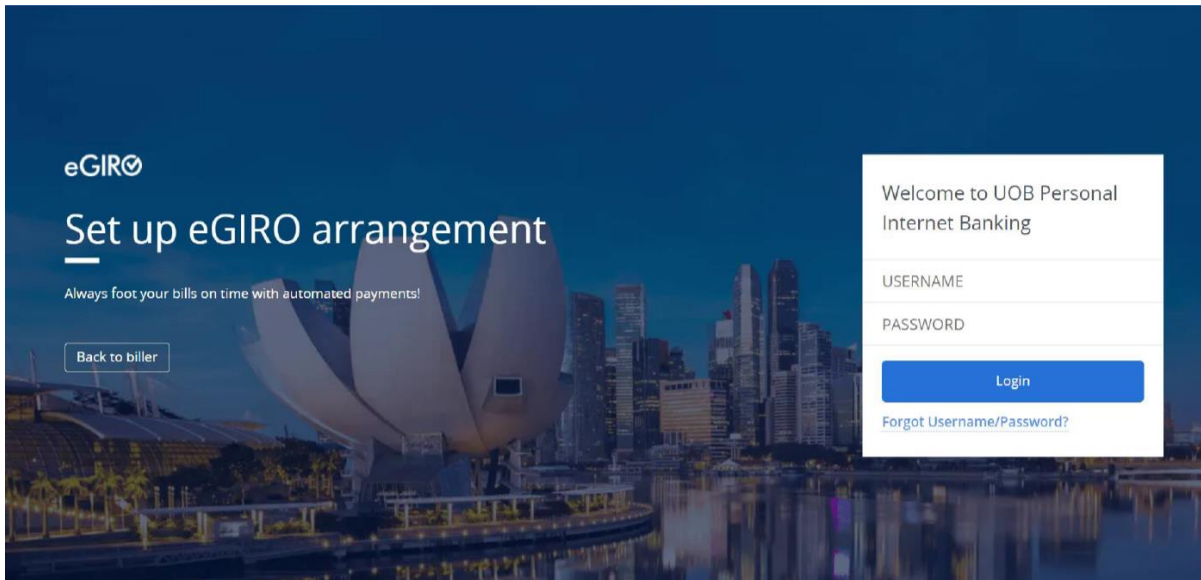 eGIRO
Set up eGIRO arrangement
Always foot your bills on time with automated payments!
Back to biller
Welcome to UOB Personal
Internet Banking
USERNAME
PASSWORD
Login
Forgot Username/Password?